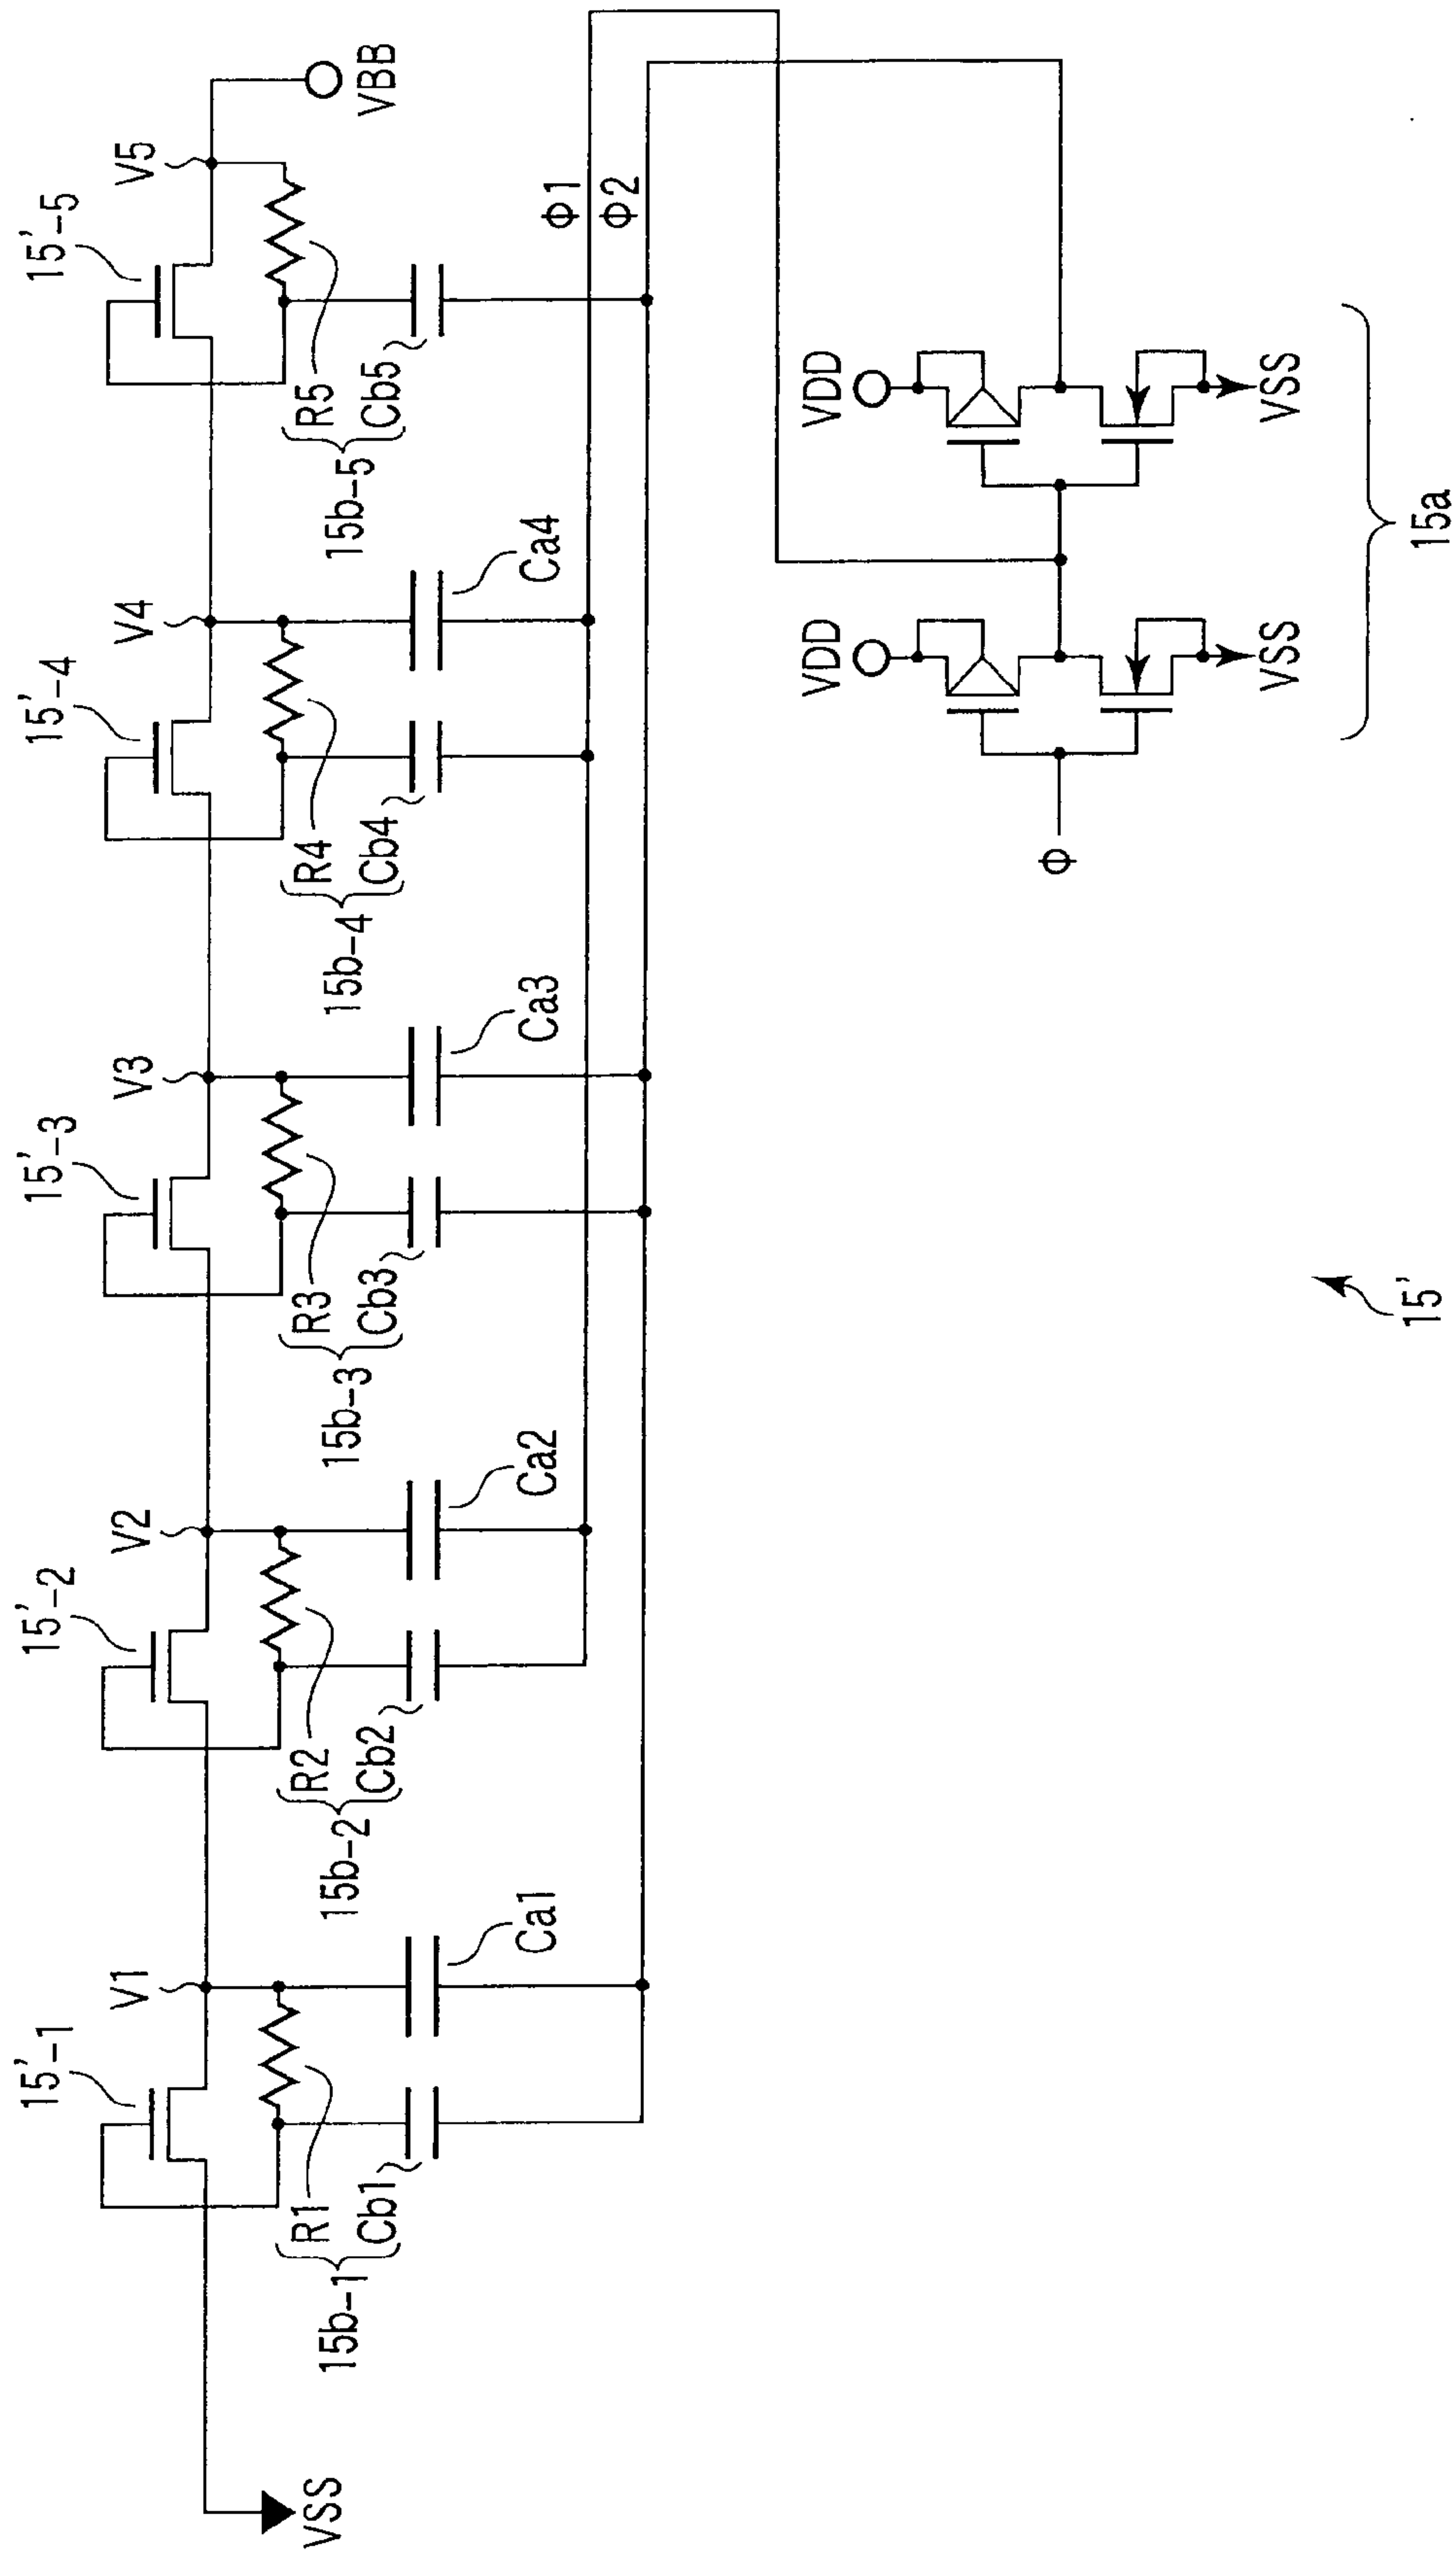 15'-1
15'-2
15'-3
15'-4
15'-5
V1
V2
V3
V4
V5
VSS
VBB
R1
Cb1
15b-1
Ca1
R2
Cb2
15b-2
Ca2
R3
Cb3
15b-3
Ca3
R4
Cb4
15b-4
Ca4
R5
Cb5
15b-5
Φ1
Φ2
VDD
VDD
Φ
VSS
VSS
15a
15'